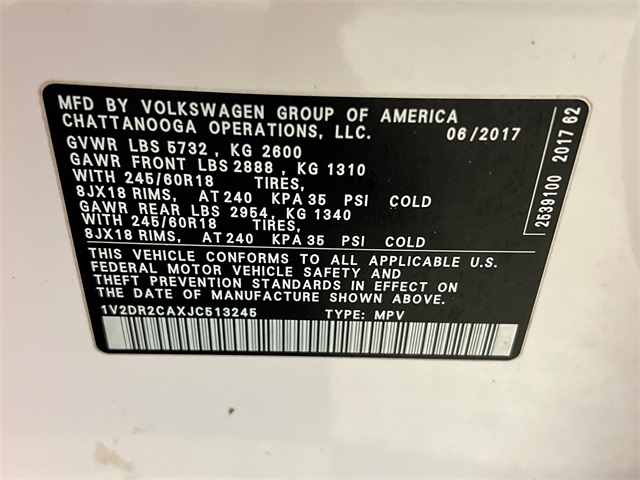 MFD BY VOLKSWAGEN GROUP OF AMERICA
CHATTANOOGA OPERATIONS, LLC. 06/2017
GVWR LBS 5732 , KG 2600
GAWR FRONT LBS 2888 , KG 1310
WITH 245/60R18 TIRES,
8JX18 RIMS, AT 240 KPA 35 PSI COLD
GAWR REAR LBS 2954, KG 1340
WITH 245/60R18 TIRES,
8JX18 RIMS, AT 240 KPA 35 PSI COLD
THIS VEHICLE CONFORMS TO ALL APPLICABLE U.S.
FEDERAL MOTOR VEHICLE SAFETY AND
THEFT PREVENTION STANDARDS IN EFFECT ON
THE DATE OF MANUFACTURE SHOWN ABOVE.
1V2DR2CAXJC513245 TYPE: MPV
2539100 2017 62